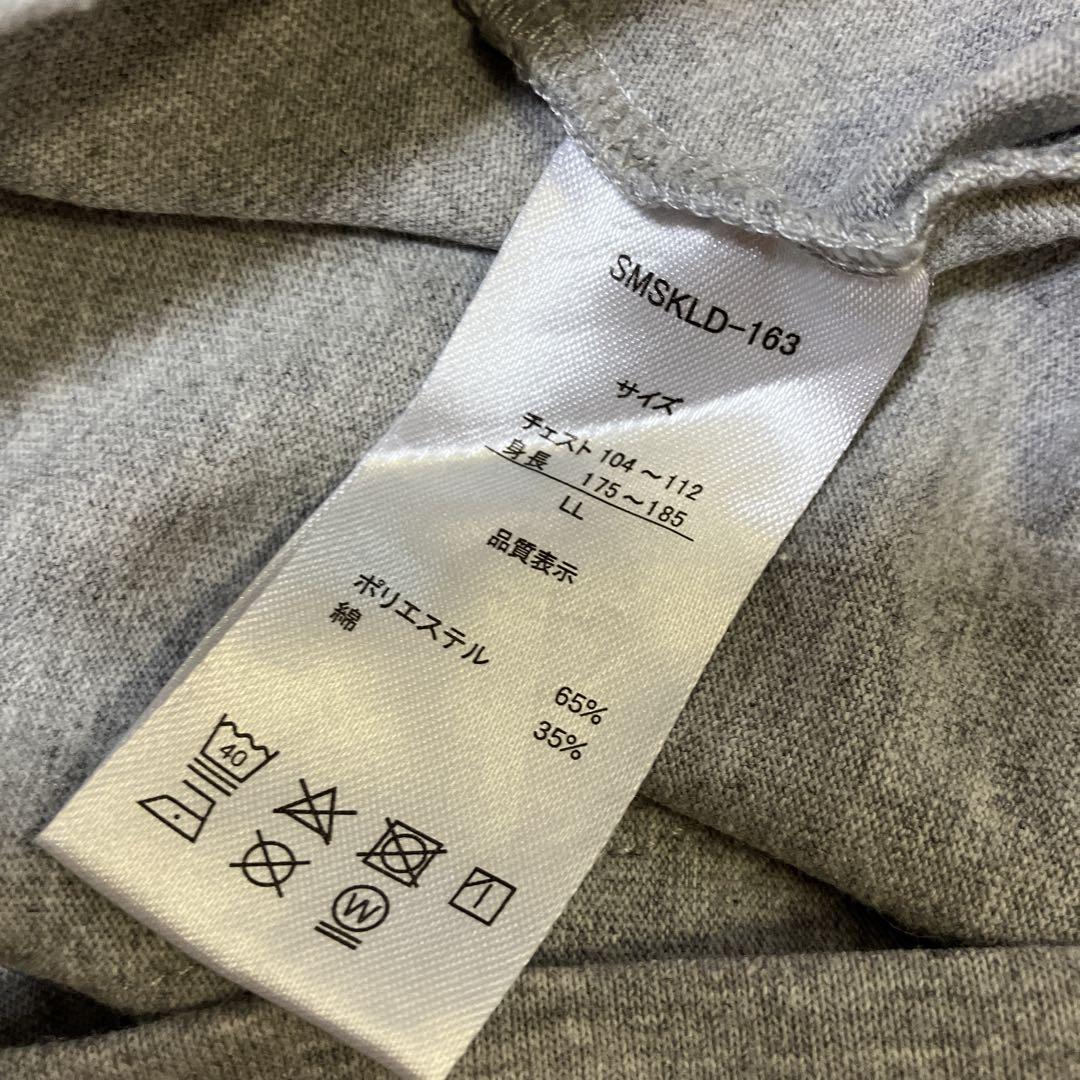 SMSKLD-163
サイズ
チェスト 104～112
身長 175～185
LL
品質表示
ポリエステル 65%
綿 35%
40
W